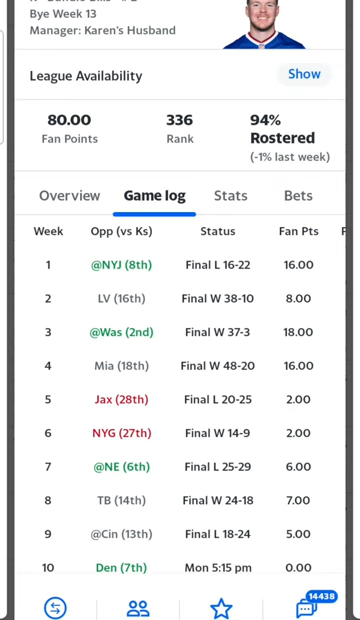 Bye Week 13
Manager: Karen's Husband
League Availability
Show
80.00 336 94% Rostered
Fan Points Rank (-1% last week)
Overview Game log Stats Bets
Week Opp (vs Ks) Status Fan Pts
1 @NYJ (8th) Final L 16-22 16.00
2 LV (16th) Final W 38-10 8.00
3 @Was (2nd) Final W 37-3 18.00
4 Mia (18th) Final W 48-20 16.00
5 Jax (28th) Final L 20-25 2.00
6 NYG (27th) Final W 14-9 2.00
7 @NE (6th) Final L 25-29 6.00
8 TB (14th) Final W 24-18 7.00
9 @Cin (13th) Final L 18-24 5.00
10 Den (7th) Mon 5:15 pm 0.00
14438